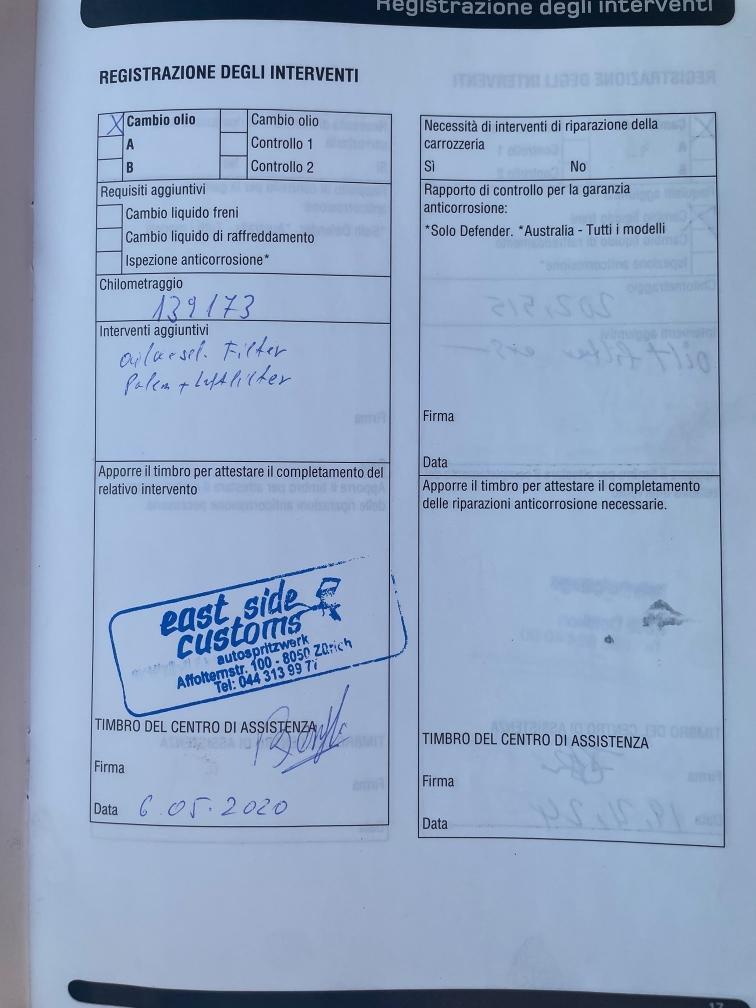 Registrazione degli interventi
REGISTRAZIONE DEGLI INTERVENTI
X Cambio olio
A
B
Cambio olio
Controllo 1
Controllo 2
Requisiti aggiuntivi
Cambio liquido freni
Cambio liquido di raffreddamento
Ispezione anticorrosione*
Chilometraggio
139173
Interventi aggiuntivi
Filter
+ Luftfilter
Apporre il timbro per attestare il completamento del
relativo intervento
east side
customs
autospritzwerk
Affolternstr. 100 - 8050 Zürich
Tel: 044 313 99 77
TIMBRO DEL CENTRO DI ASSISTENZA
Firma
Data 6.05.2020
Necessità di interventi di riparazione della
carrozzeria
Sì No
Rapporto di controllo per la garanzia
anticorrosione:
*Solo Defender. *Australia - Tutti i modelli
Firma
Data
Apporre il timbro per attestare il completamento
delle riparazioni anticorrosione necessarie.
TIMBRO DEL CENTRO DI ASSISTENZA
Firma
Data
17